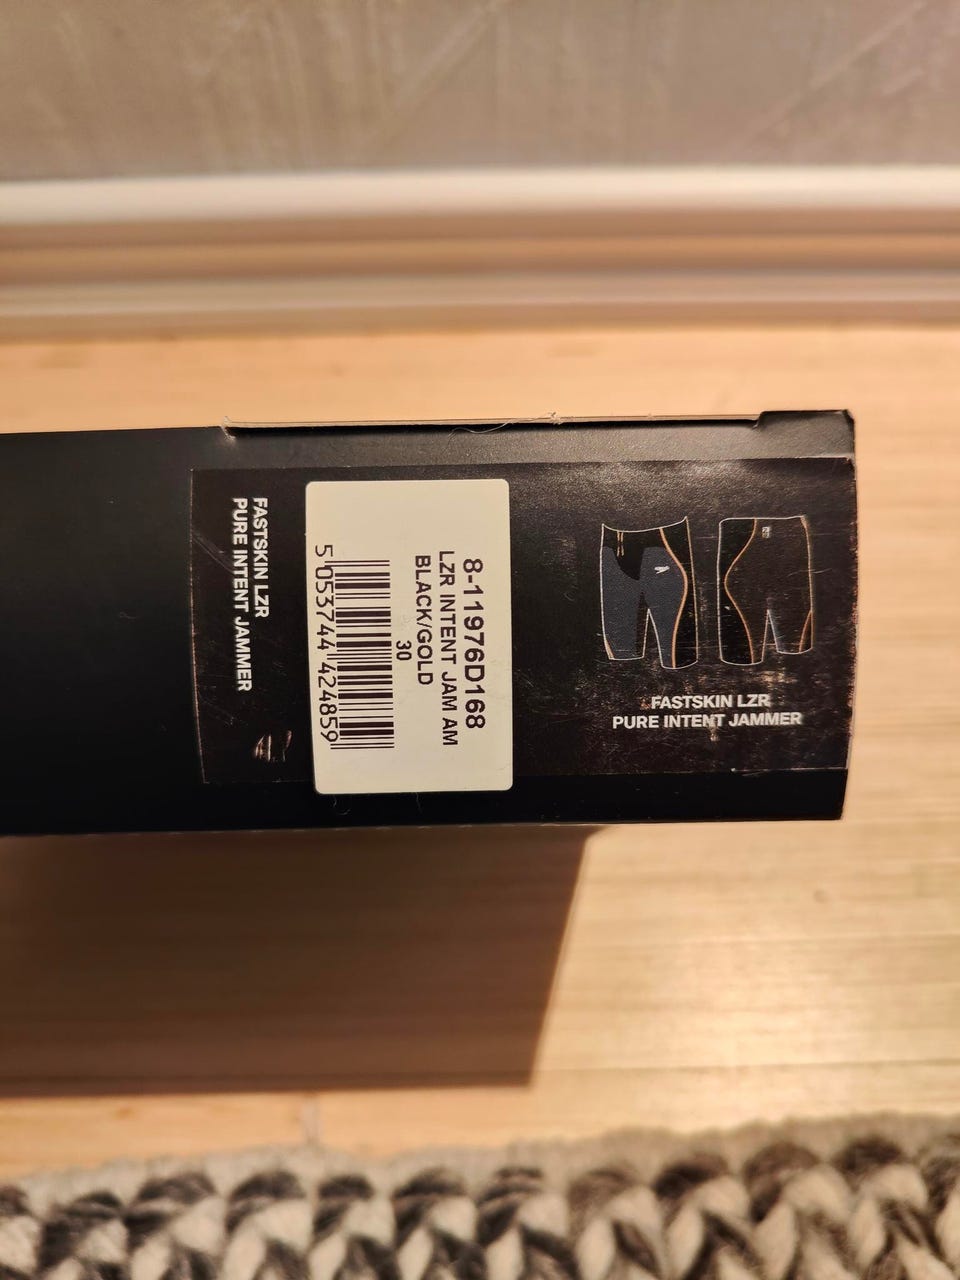 FASTSKIN LZR
PURE INTENT JAMMER
8-11976D168
LZR INTENT JAM AM
BLACK/GOLD
30
5 053744 424859
FASTSKIN LZR
PURE INTENT JAMMER